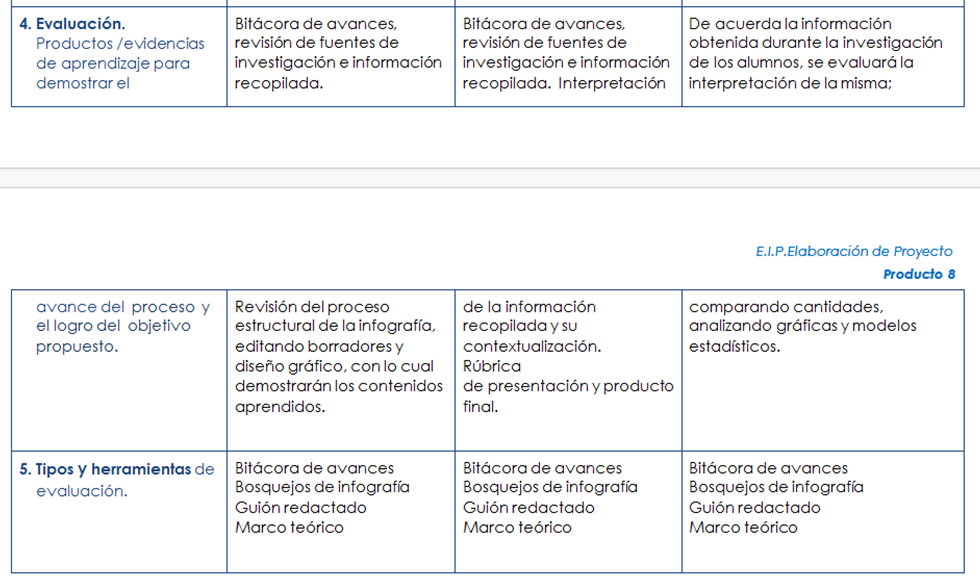 4. Evaluación.
Productos /evidencias
de aprendizaje para
demostrar el
Bitácora de avances,
revisión de fuentes de
investigación e información
recopilada.
Bitácora de avances,
revisión de fuentes de
investigación e información
recopilada. Interpretación
De acuerda la información
obtenida durante la investigación
de los alumnos, se evaluará la
interpretación de la misma;
E.I.P.Elaboración de Proyecto
Producto 8
avance del proceso y
el logro del objetivo
propuesto.
Revisión del proceso
estructural de la infografía,
editando borradores y
diseño gráfico, con lo cual
demostrarán los contenidos
aprendidos.
de la información
recopilada y su
contextualización.
Rúbrica
de presentación y producto
final.
comparando cantidades,
analizando gráficas y modelos
estadísticos.
5. Tipos y herramientas de
evaluación.
Bitácora de avances
Bosquejos de infografía
Guión redactado
Marco teórico
Bitácora de avances
Bosquejos de infografía
Guión redactado
Marco teórico
Bitácora de avances
Bosquejos de infografía
Guión redactado
Marco teórico